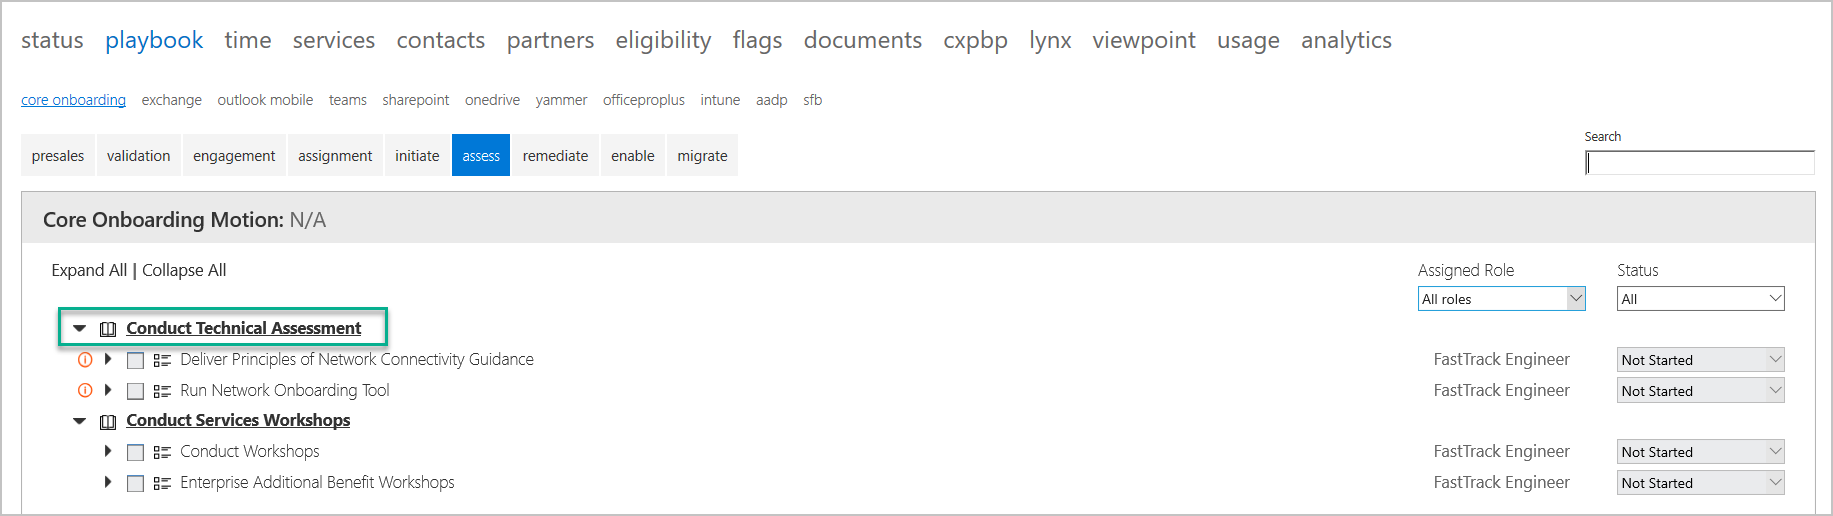 status playbook time services contacts partners eligibility flags documents cxpbp lynx viewpoint usage analytics
core onboarding exchange outlook mobile teams sharepoint onedrive yammer officeproplus intune aadp sfb
Search
presales validation engagement assignment initiate assess remediate enable migrate
Core Onboarding Motion: N/A
Expand All | Collapse All Assigned Role Status
All roles All
Conduct Technical Assessment
Deliver Principles of Network Connectivity Guidance FastTrack Engineer Not Started
Run Network Onboarding Tool FastTrack Engineer Not Started
Conduct Services Workshops
Conduct Workshops FastTrack Engineer Not Started
Enterprise Additional Benefit Workshops FastTrack Engineer Not Started